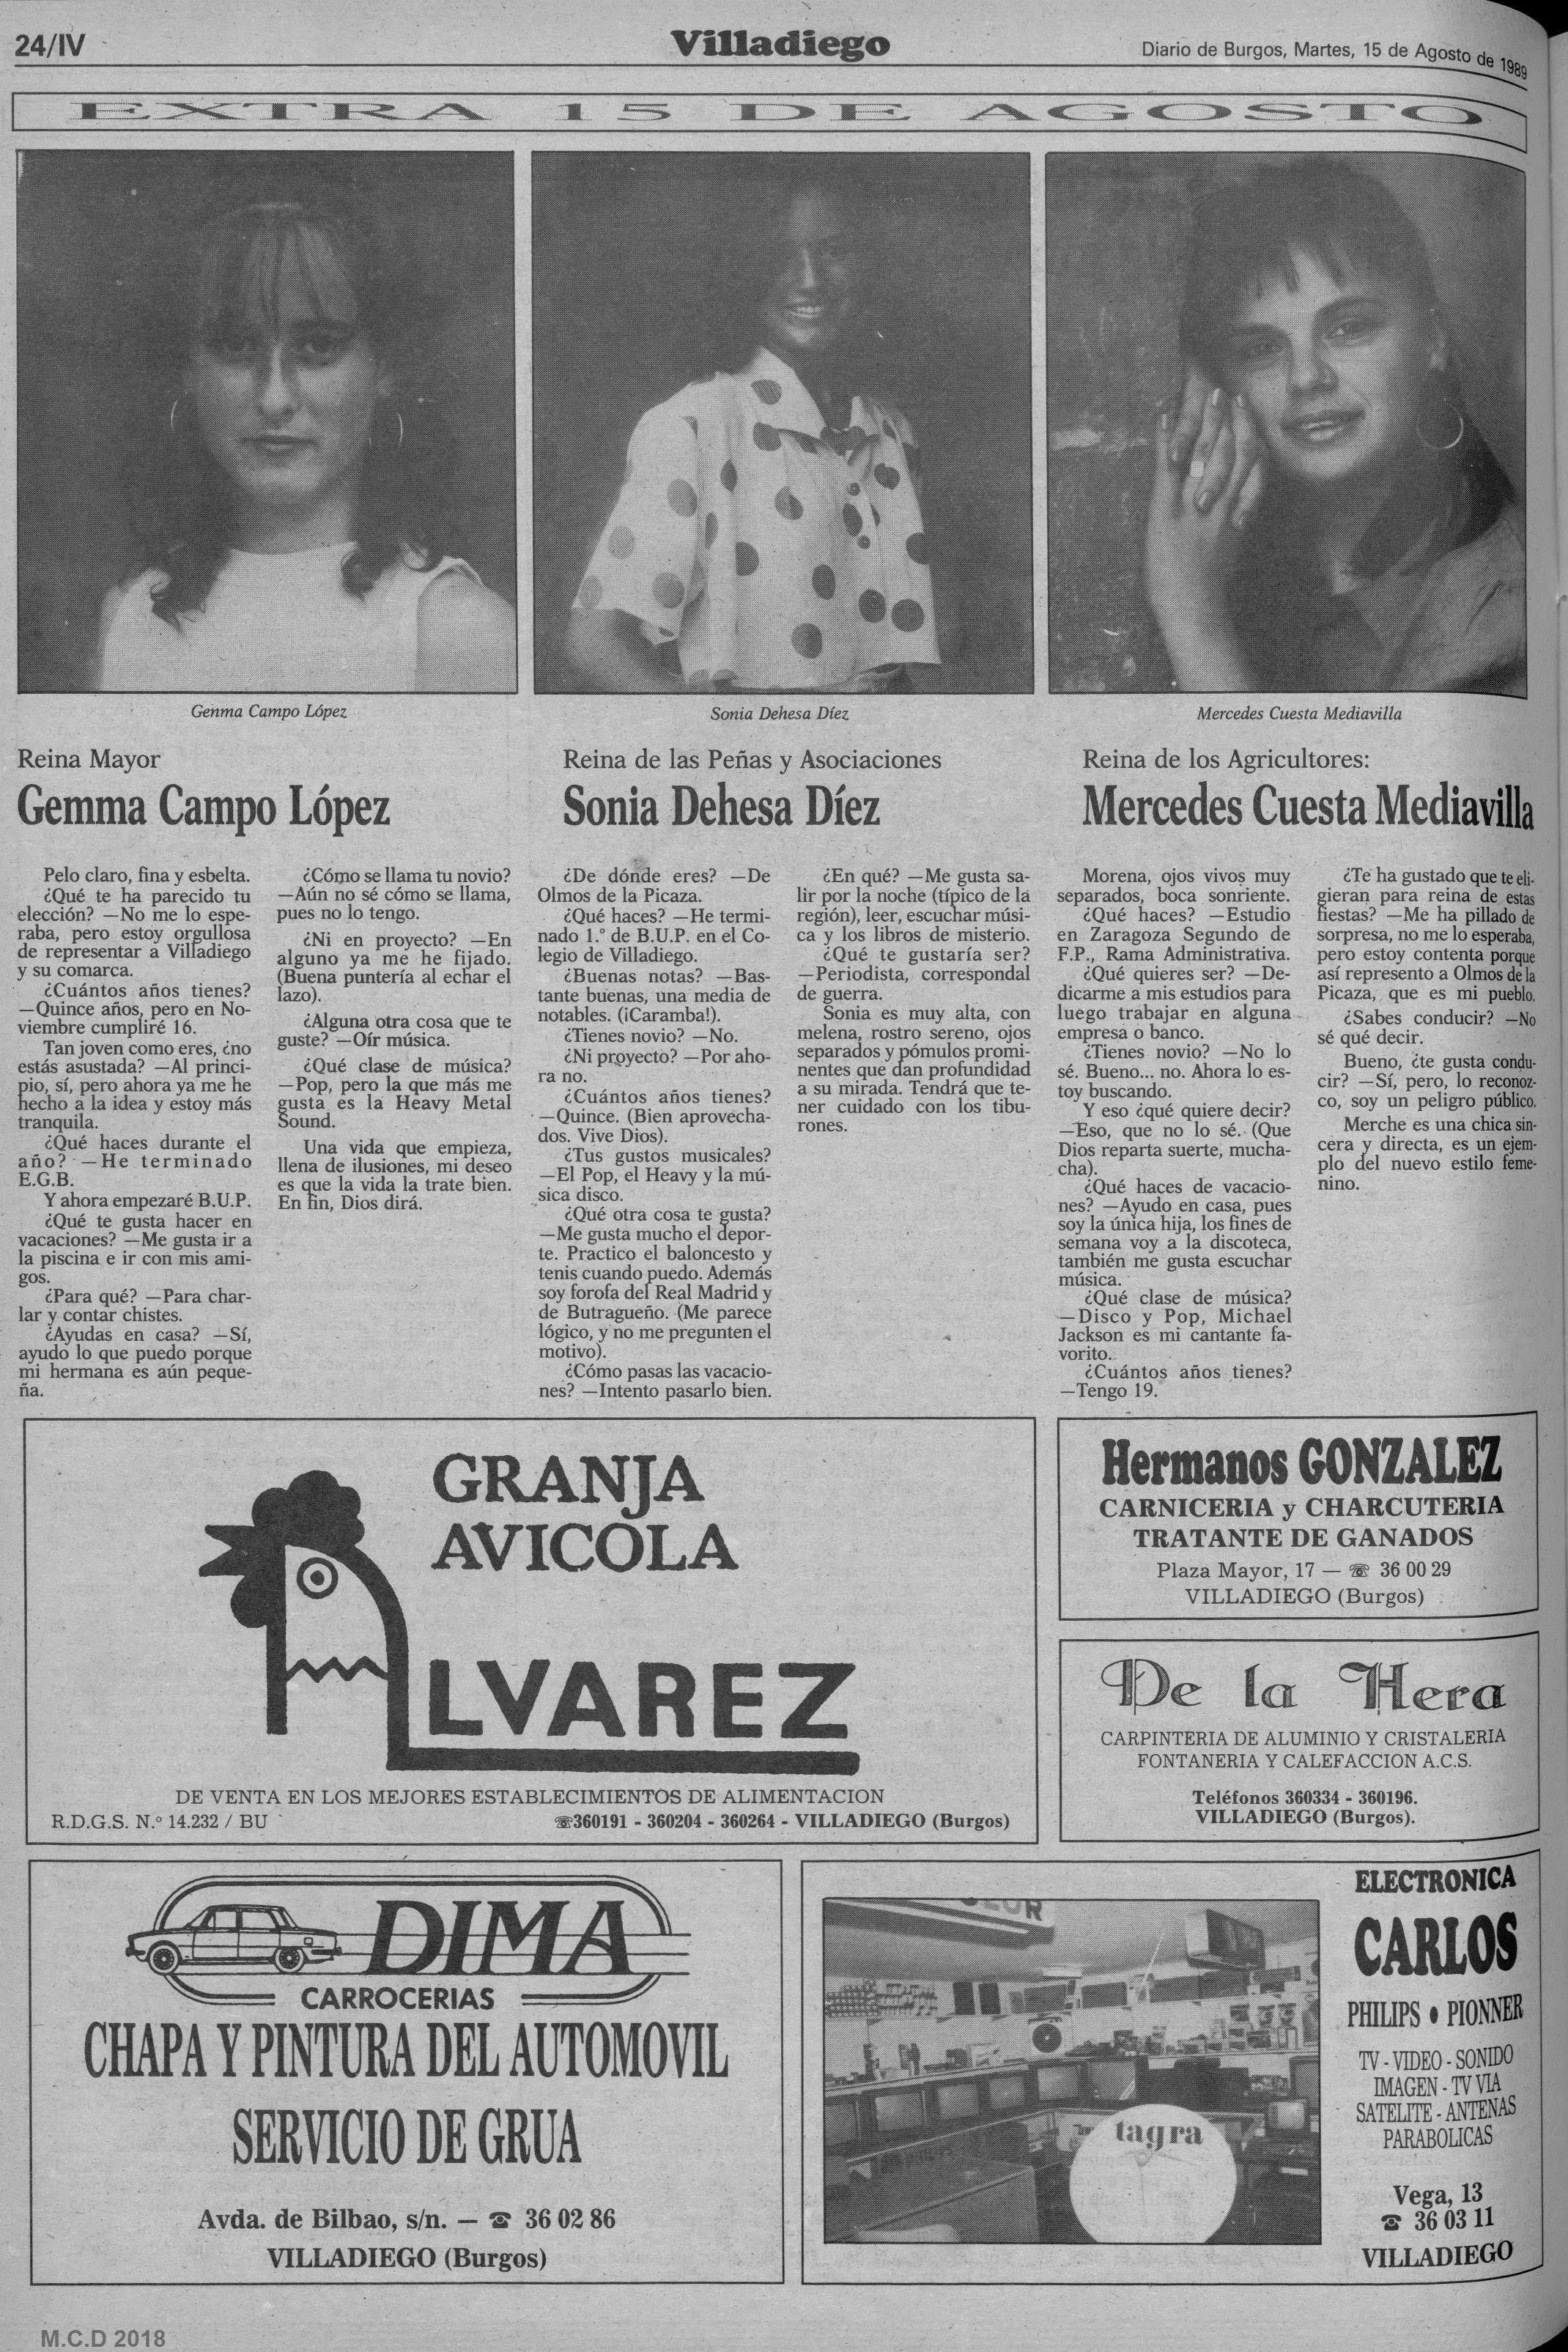 24/IV
Villadiego
Diario de Burgos, Martes, 15 de Agosto de 1989
EXTRA 15 DE AGOSTO
Genma Campo López
Sonia Dehesa Díez
Mercedes Cuesta Mediavilla
Reina Mayor
Gemma Campo López
Pelo claro, fina y esbelta.
¿Qué te ha parecido tu
elección? —No me lo espe-
raba, pero estoy orgullosa
de representar a Villadiego
y su comarca.
¿Cuántos años tienes?
—Quince años, pero en No-
viembre cumpliré 16.
Tan joven como eres, ¿no
estás asustada? —Al princi-
pio, sí, pero ahora ya me he
hecho a la idea y estoy más
tranquila.
¿Qué haces durante el
año? —He terminado
E.G.B.
Y ahora empezaré B.U.P.
¿Qué te gusta hacer en
vacaciones? —Me gusta ir a
la piscina e ir con mis ami-
gos.
¿Para qué? —Para char-
lar y contar chistes.
¿Ayudas en casa? —Sí,
ayudo lo que puedo porque
mi hermana es aún peque-
ña.
¿Cómo se llama tu novio?
—Aún no sé cómo se llama,
pues no lo tengo.
¿Ni en proyecto? —En
alguno ya me he fijado.
(Buena puntería al echar el
lazo).
¿Alguna otra cosa que te
guste? —Oír música.
¿Qué clase de música?
—Pop, pero la que más me
gusta es la Heavy Metal
Sound.
Una vida que empieza,
llena de ilusiones, mi deseo
es que la vida la trate bien.
En fin, Dios dirá.
Reina de las Peñas y Asociaciones
Sonia Dehesa Díez
¿De dónde eres? —De
Olmos de la Picaza.
¿Qué haces? —He termi-
nado 1.º de B.U.P. en el Co-
legio de Villadiego.
¿Buenas notas? —Bas-
tante buenas, una media de
notables. (¡Caramba!).
¿Tienes novio? —No.
¿Ni proyecto? —Por aho-
ra no.
¿Cuántos años tienes?
—Quince. (Bien aprovecha-
dos. Vive Dios).
¿Tus gustos musicales?
—El Pop, el Heavy y la mú-
sica disco.
¿Qué otra cosa te gusta?
—Me gusta mucho el depor-
te. Practico el baloncesto y
tenis cuando puedo. Además
soy forofa del Real Madrid y
de Butragueño. (Me parece
lógico, y no me pregunten el
motivo).
¿Cómo pasas las vacacio-
nes? —Intento pasarlo bien.
¿En qué? —Me gusta sa-
lir por la noche (típico de la
región), leer, escuchar músi-
ca y los libros de misterio.
¿Qué te gustaría ser?
—Periodista, correspondal
de guerra.
Sonia es muy alta, con
melena, rostro sereno, ojos
separados y pómulos promi-
nentes que dan profundidad
a su mirada. Tendrá que te-
ner cuidado con los tibu-
rones.
Reina de los Agricultores:
Mercedes Cuesta Mediavilla
Morena, ojos vivos muy
separados, boca sonriente.
¿Qué haces? —Estudio
en Zaragoza Segundo de
F.P., Rama Administrativa.
¿Qué quieres ser? —De-
dicarme a mis estudios para
luego trabajar en alguna
empresa o banco.
¿Tienes novio? —No lo
sé. Bueno... no. Ahora lo es-
toy buscando.
Y eso ¿qué quiere decir?
—Eso, que no lo sé. (Que
Dios reparta suerte, mucha-
cha).
¿Qué haces de vacacio-
nes? —Ayudo en casa, pues
soy la única hija, los fines de
semana voy a la discoteca,
también me gusta escuchar
música.
¿Qué clase de música?
—Disco y Pop, Michael
Jackson es mi cantante fa-
vorito.
¿Cuántos años tienes?
—Tengo 19.
¿Te ha gustado que te eli-
gieran para reina de estas
fiestas? —Me ha pillado de
sorpresa, no me lo esperaba,
pero estoy contenta porque
así represento a Olmos de la
Picaza, que es mi pueblo.
¿Sabes conducir? —No
sé qué decir.
Bueno, ¿te gusta condu-
cir? —Sí, pero, lo reconoz-
co, soy un peligro público.
Merche es una chica sin-
cera y directa, es un ejem-
plo del nuevo estilo feme-
nino.
GRANJA
AVICOLA
ALVAREZ
DE VENTA EN LOS MEJORES ESTABLECIMIENTOS DE ALIMENTACION
R.D.G.S. N.º 14.232 / BU
☏360191 - 360204 - 360264 - VILLADIEGO (Burgos)
Hermanos GONZALEZ
CARNICERIA y CHARCUTERIA
TRATANTE DE GANADOS
Plaza Mayor, 17 — ☏ 36 00 29
VILLADIEGO (Burgos)
De la Hera
CARPINTERIA DE ALUMINIO Y CRISTALERIA
FONTANERIA Y CALEFACCION A.C.S.
Teléfonos 360334 - 360196.
VILLADIEGO (Burgos).
DIMA
CARROCERIAS
CHAPA Y PINTURA DEL AUTOMOVIL
SERVICIO DE GRUA
Avda. de Bilbao, s/n. — ☎ 36 02 86
VILLADIEGO (Burgos)
tagra
ELECTRONICA
CARLOS
PHILIPS • PIONNER
TV - VIDEO - SONIDO
IMAGEN - TV VIA
SATELITE - ANTENAS
PARABOLICAS
Vega, 13
☎ 36 03 11
VILLADIEGO
M.C.D 2018